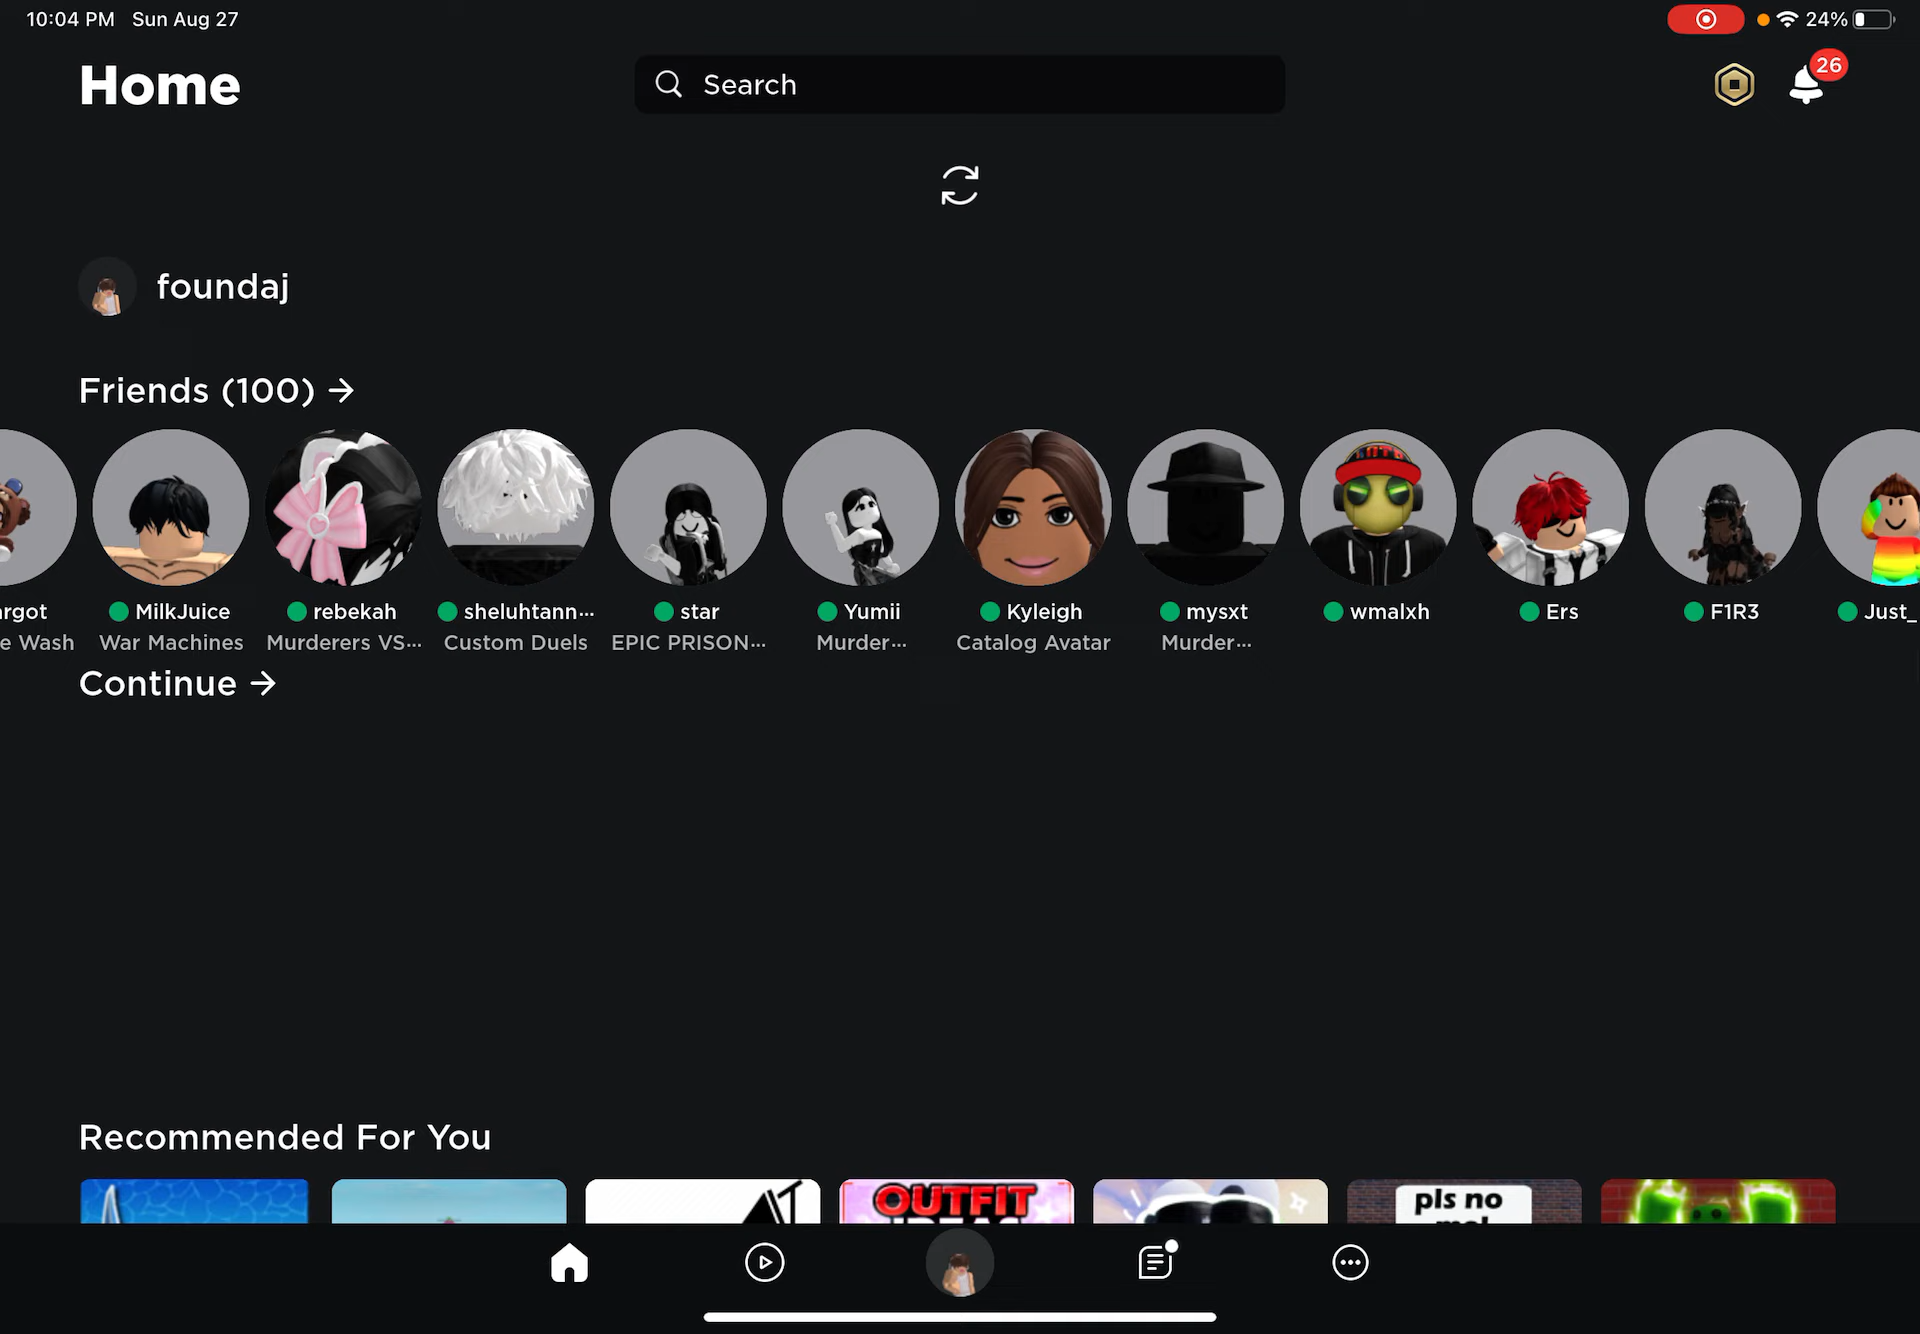 10:04 PM Sun Aug 27
24%
Home
Search
26
foundaj
Friends (100) →
argot
MilkJuice
rebekah
sheluhtann...
star
Yumii
Kyleigh
mysxt
wmalxh
Ers
F1R3
Just_
e Wash
War Machines
Murderers VS...
Custom Duels
EPIC PRISON...
Murder...
Catalog Avatar
Murder...
Continue →
Recommended For You
OUTFIT
pls no